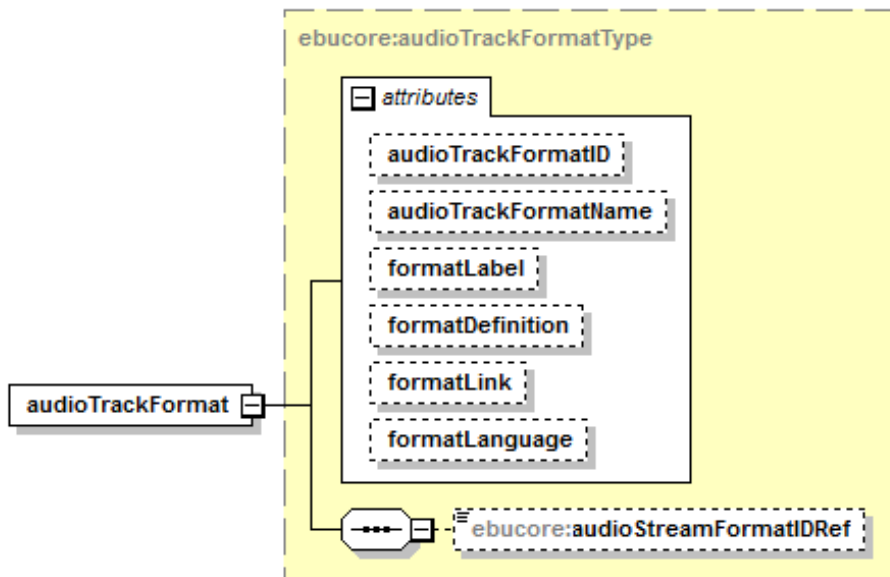 ebucore:audioTrackFormatType
attributes
audioTrackFormatID
audioTrackFormatName
formatLabel
formatDefinition
formatLink
formatLanguage
audioTrackFormat
ebucore:audioStreamFormatIDRef